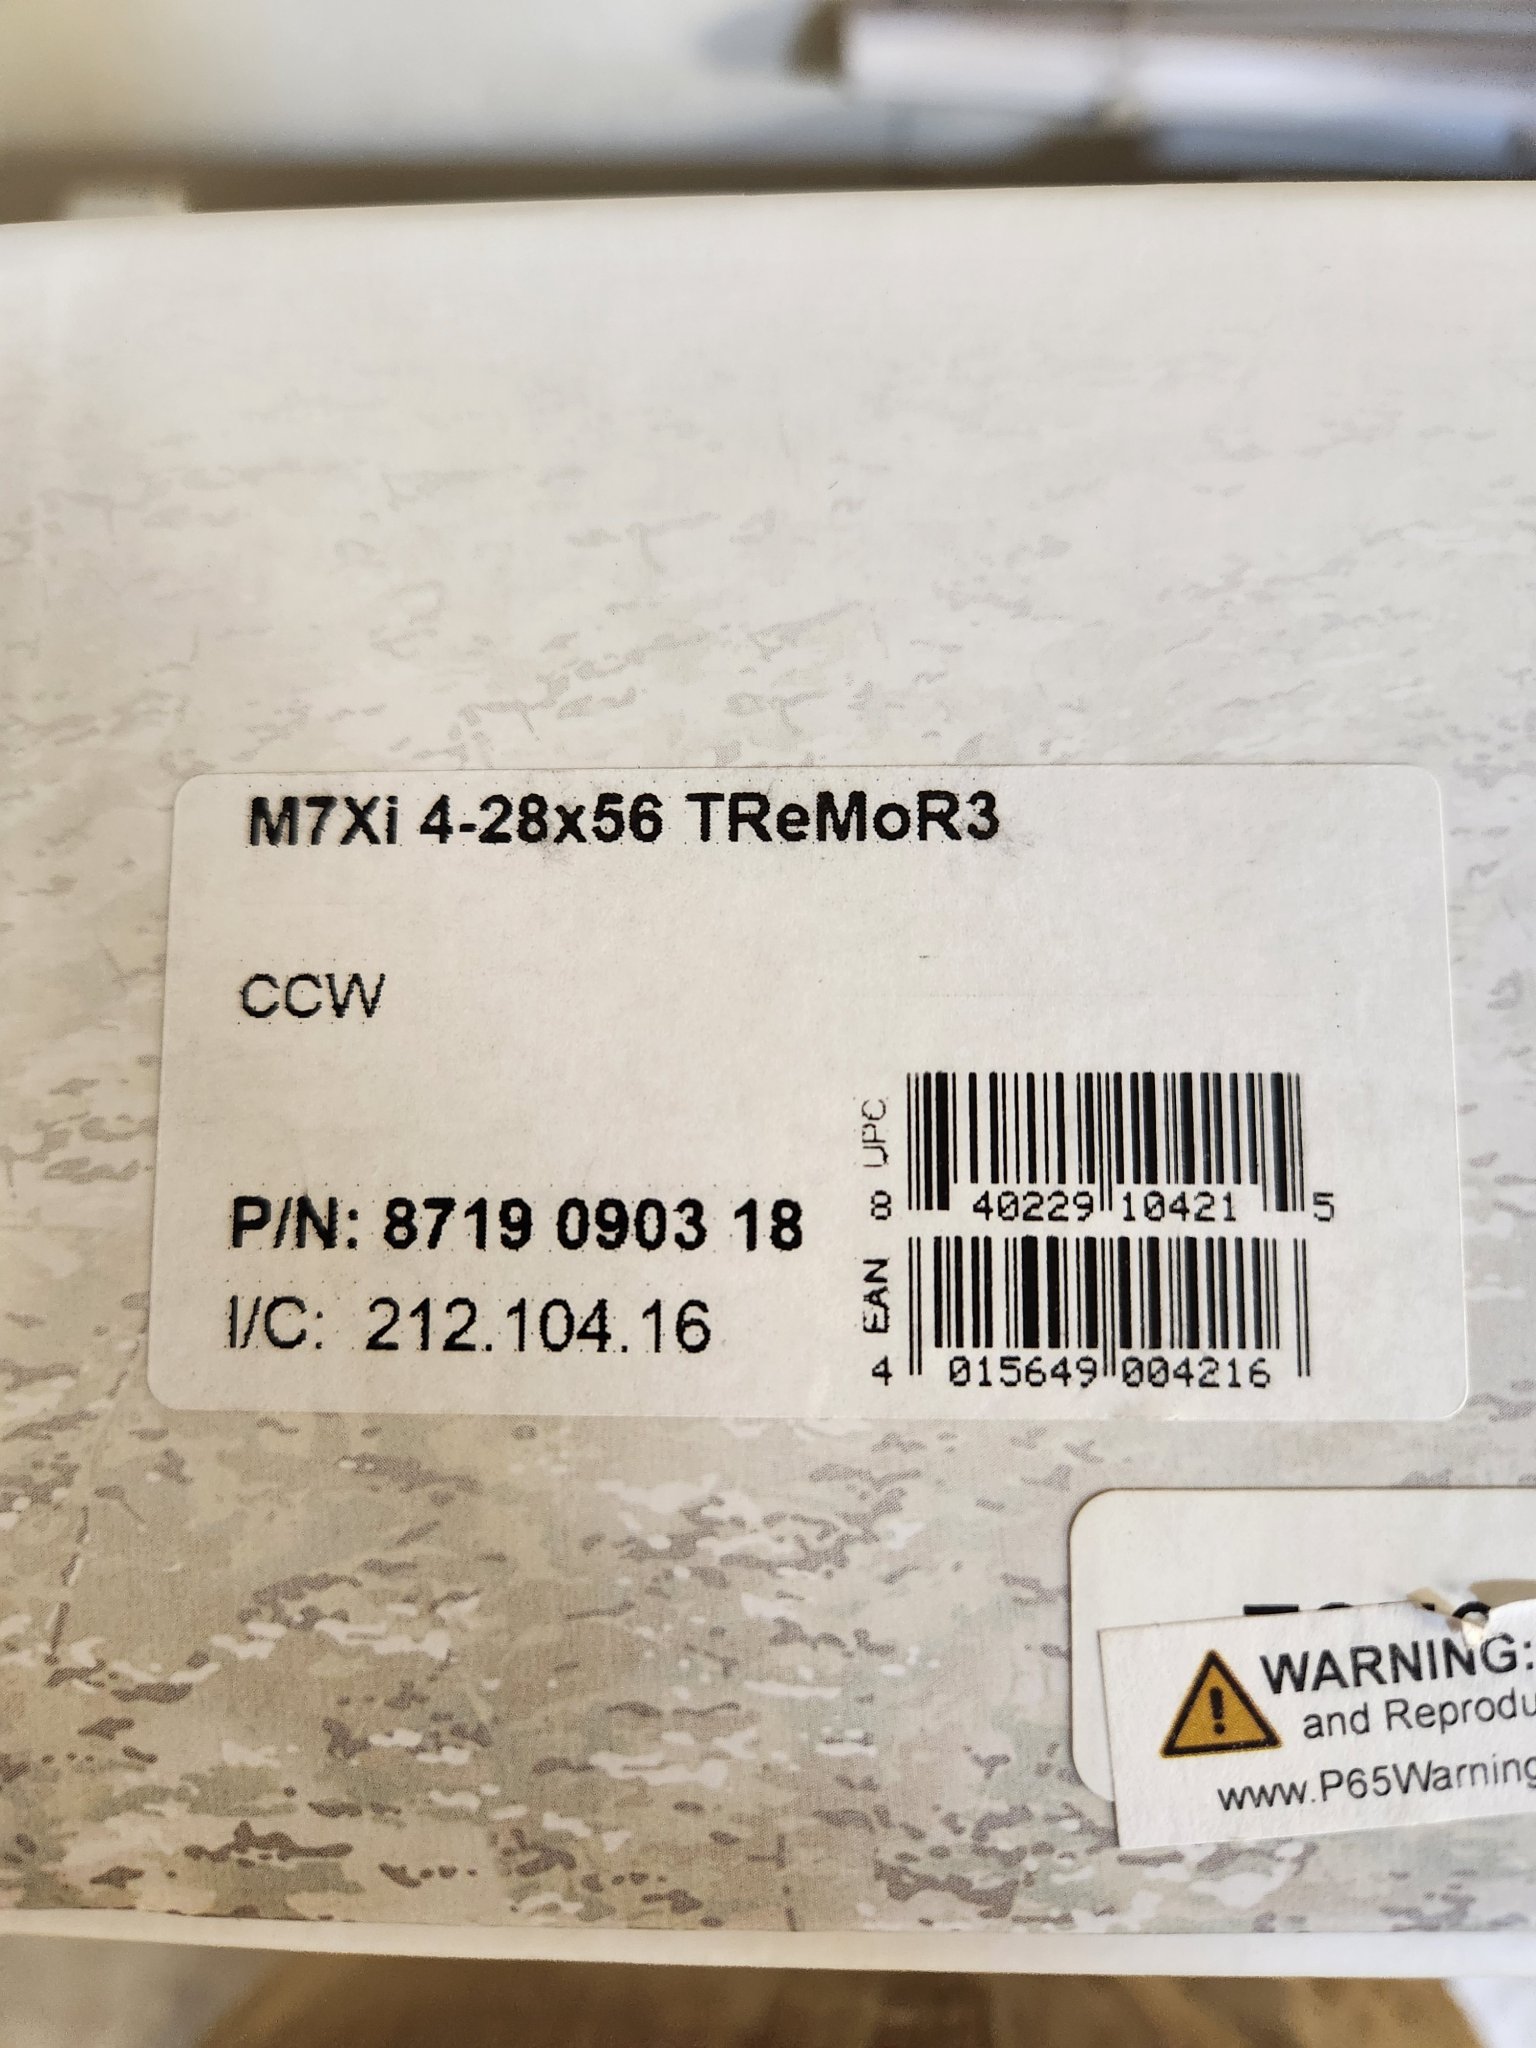 M7Xi 4-28x56 TReMoR3
CCW
P/N: 8719 0903 18
I/C: 212.104.16
UPC
8 40229 10421 5
EAN
4 015649 004216
WARNING:
and Reprodu
www.P65Warning